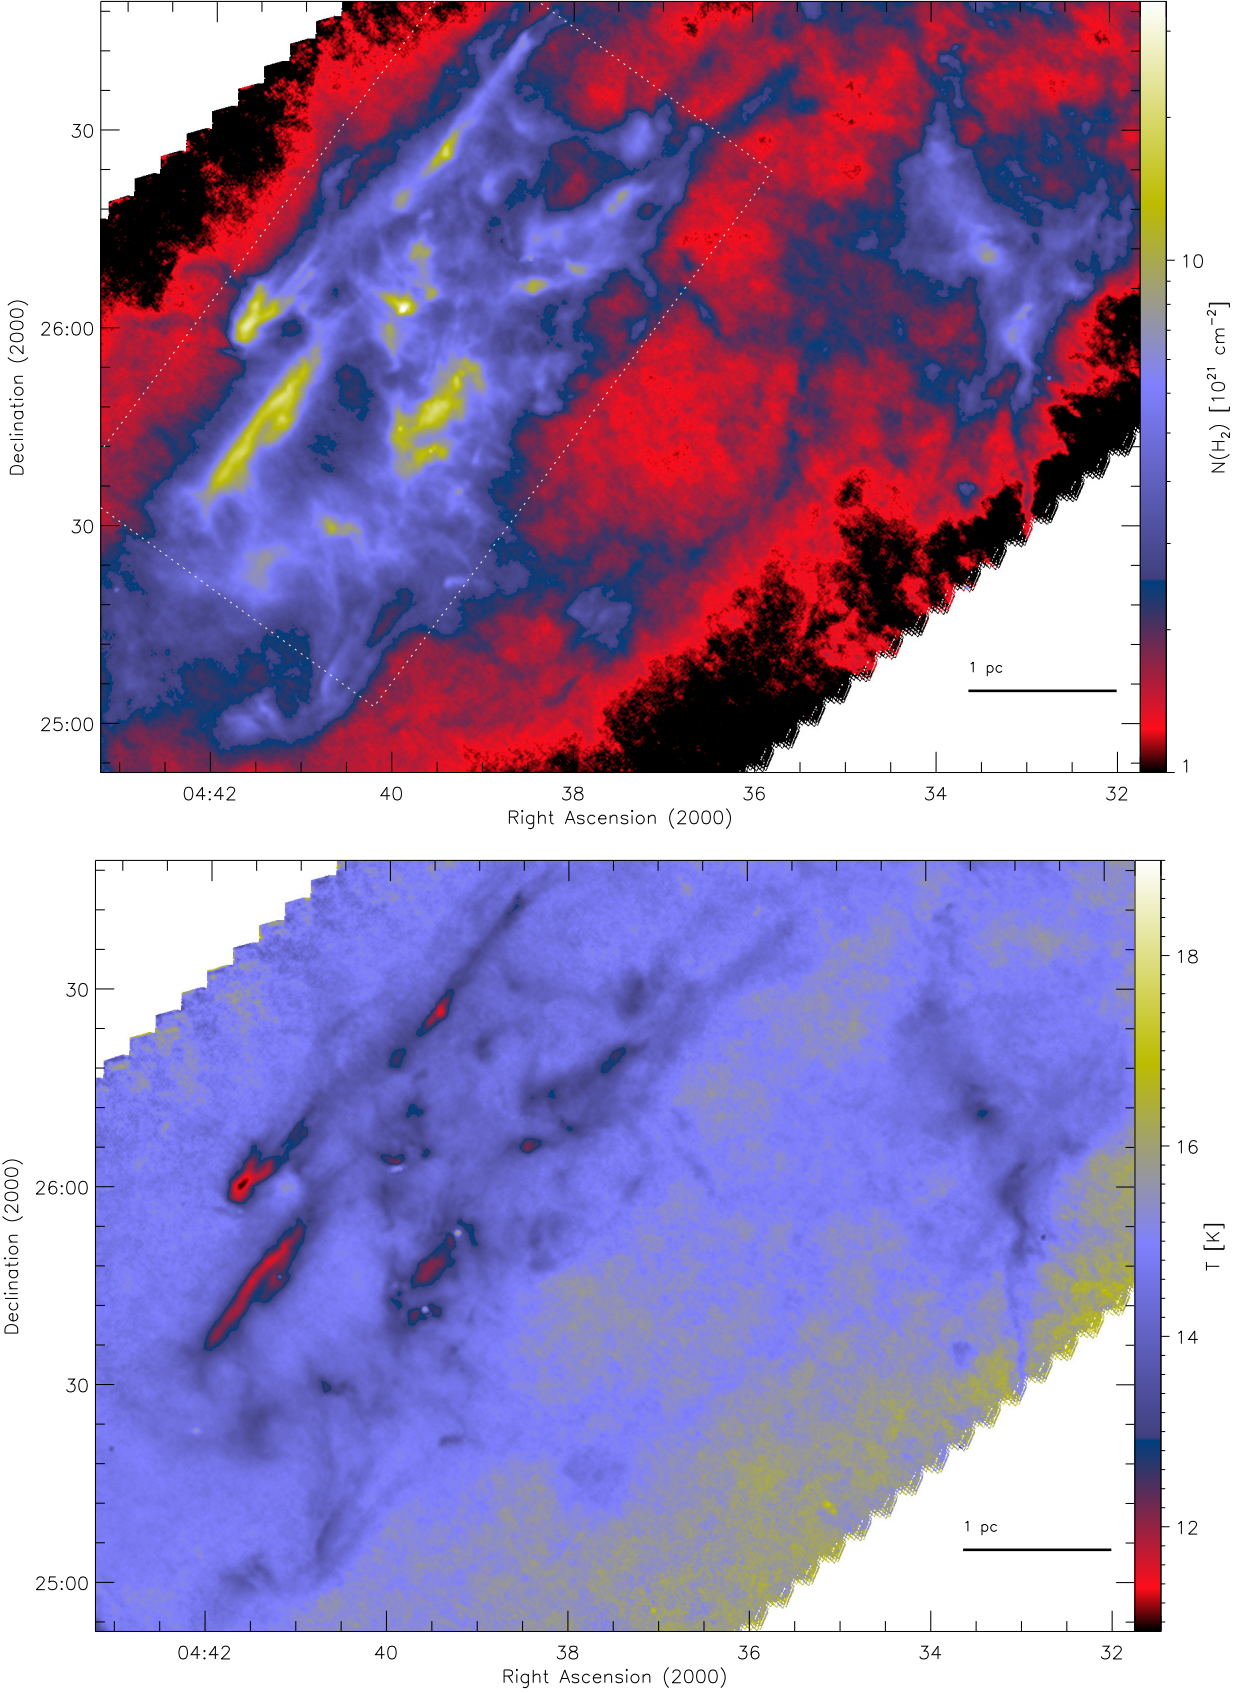 30
26:00
30
25:00
Declination (2000)
1 pc
04:42 40 38 36 34 32
Right Ascension (2000)
10
1
N(H₂) [10²¹ cm⁻²]
30
26:00
30
25:00
Declination (2000)
1 pc
04:42 40 38 36 34 32
Right Ascension (2000)
18
16
14
12
T [K]